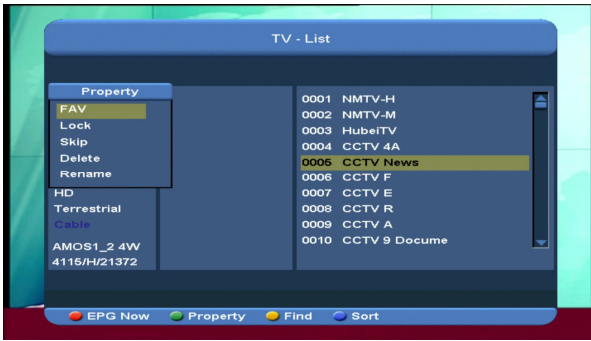 TV - List
Property
FAV
Lock
Skip
Delete
Rename
HD
Terrestrial
Cable
AMOS1_2 4W
4115/H/21372
0001 NMTV-H
0002 NMTV-M
0003 HubeiTV
0004 CCTV 4A
0005 CCTV News
0006 CCTV F
0007 CCTV E
0008 CCTV R
0009 CCTV A
0010 CCTV 9 Docume
EPG Now Property Find Sort